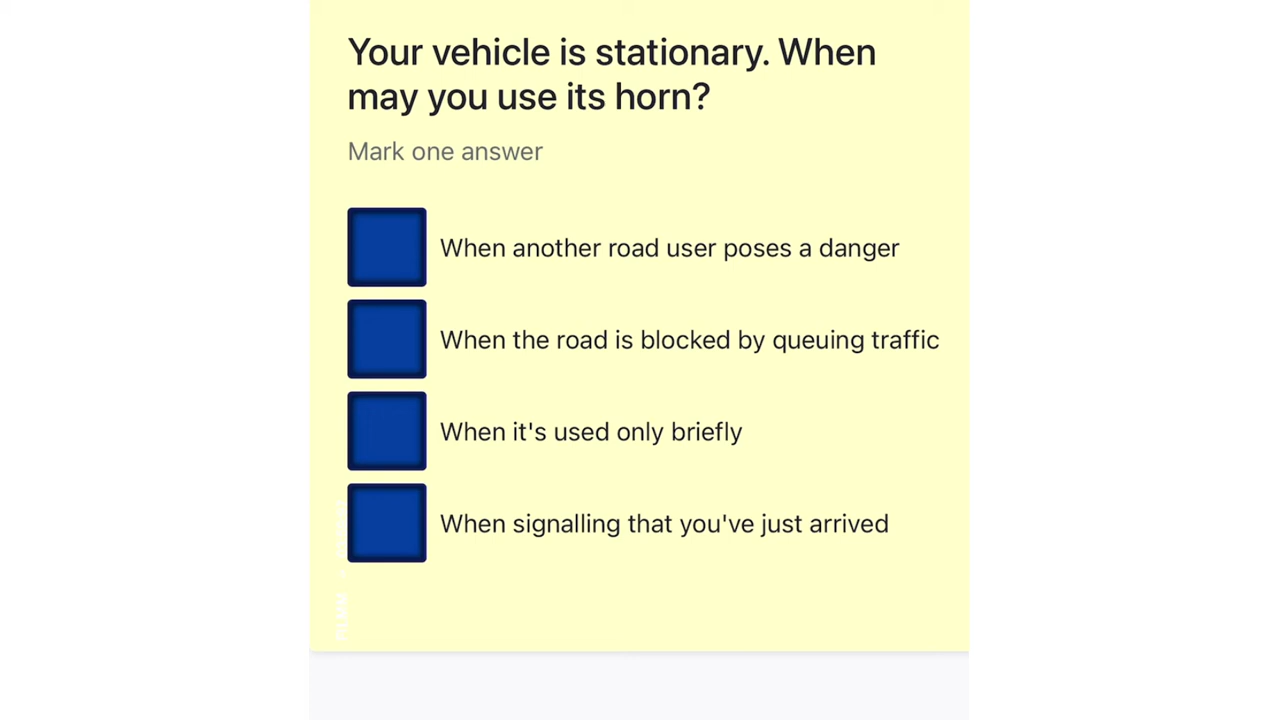 Your vehicle is stationary. When
may you use its horn?
Mark one answer
When another road user poses a danger
When the road is blocked by queuing traffic
When it's used only briefly
When signalling that you've just arrived